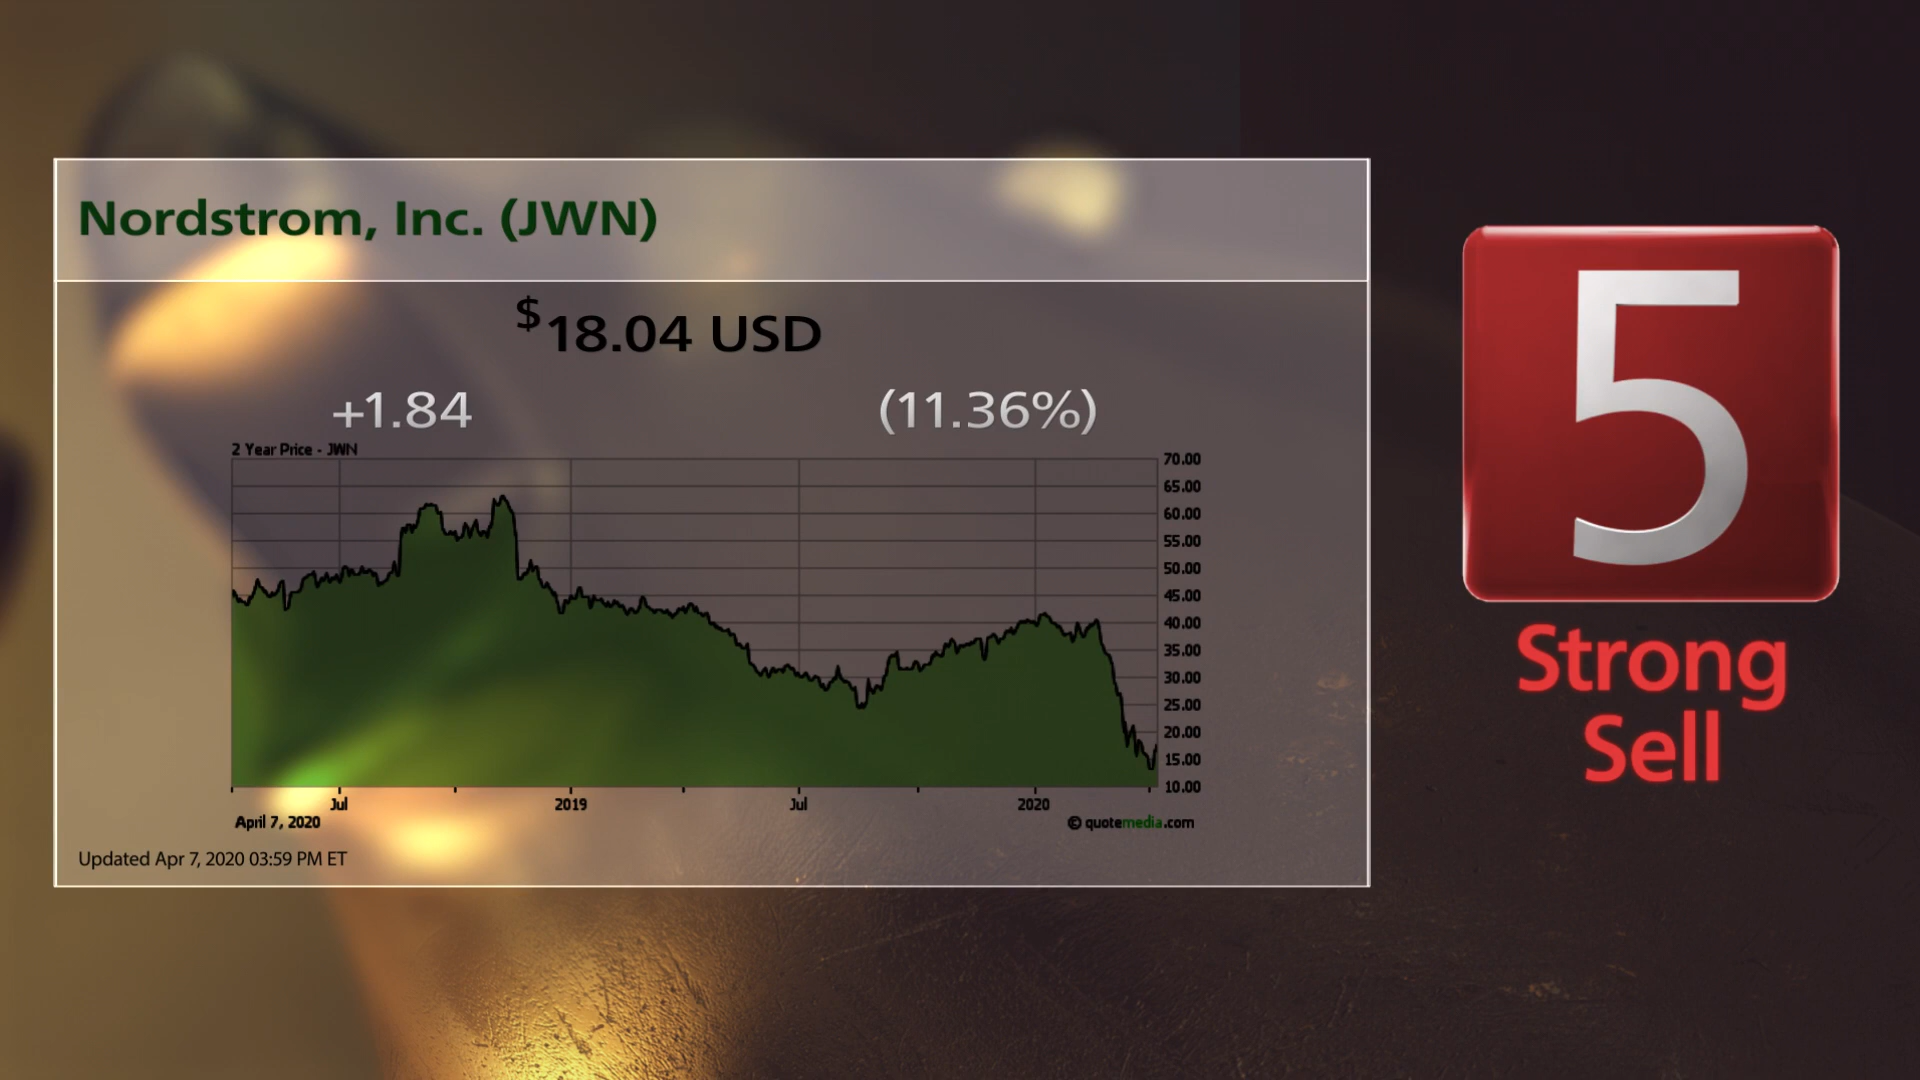 Nordstrom, Inc. (JWN)
$18.04 USD
+1.84 (11.36%)
2 Year Price - JWN
70.00
65.00
60.00
55.00
50.00
45.00
40.00
35.00
30.00
25.00
20.00
15.00
10.00
Jul 2019 Jul 2020
April 7, 2020 © quotemedia.com
Updated Apr 7, 2020 03:59 PM ET
5
Strong
Sell